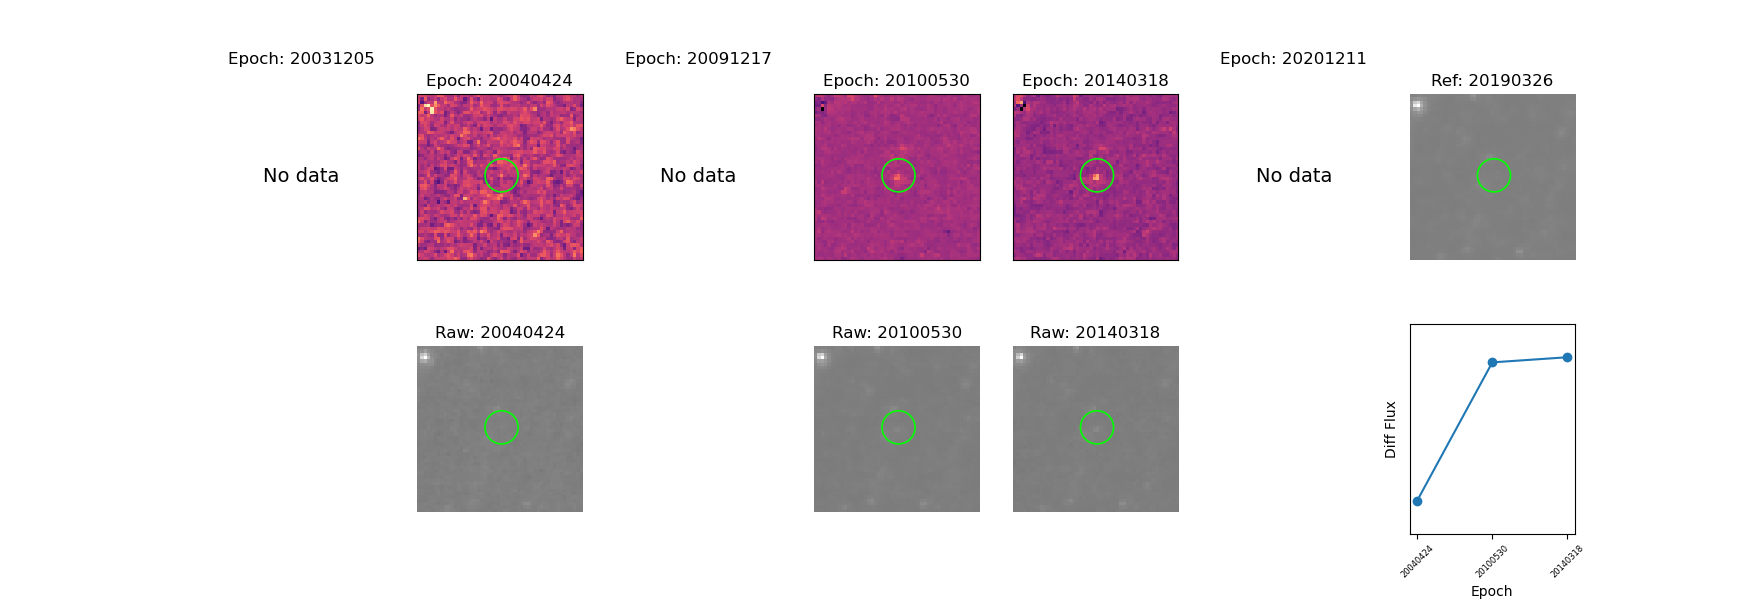 Epoch: 20031205
Epoch: 20040424
Epoch: 20091217
Epoch: 20100530
Epoch: 20140318
Epoch: 20201211
Ref: 20190326
No data
No data
No data
Raw: 20040424
Raw: 20100530
Raw: 20140318
Diff Flux
20040424
20100530
20140318
Epoch